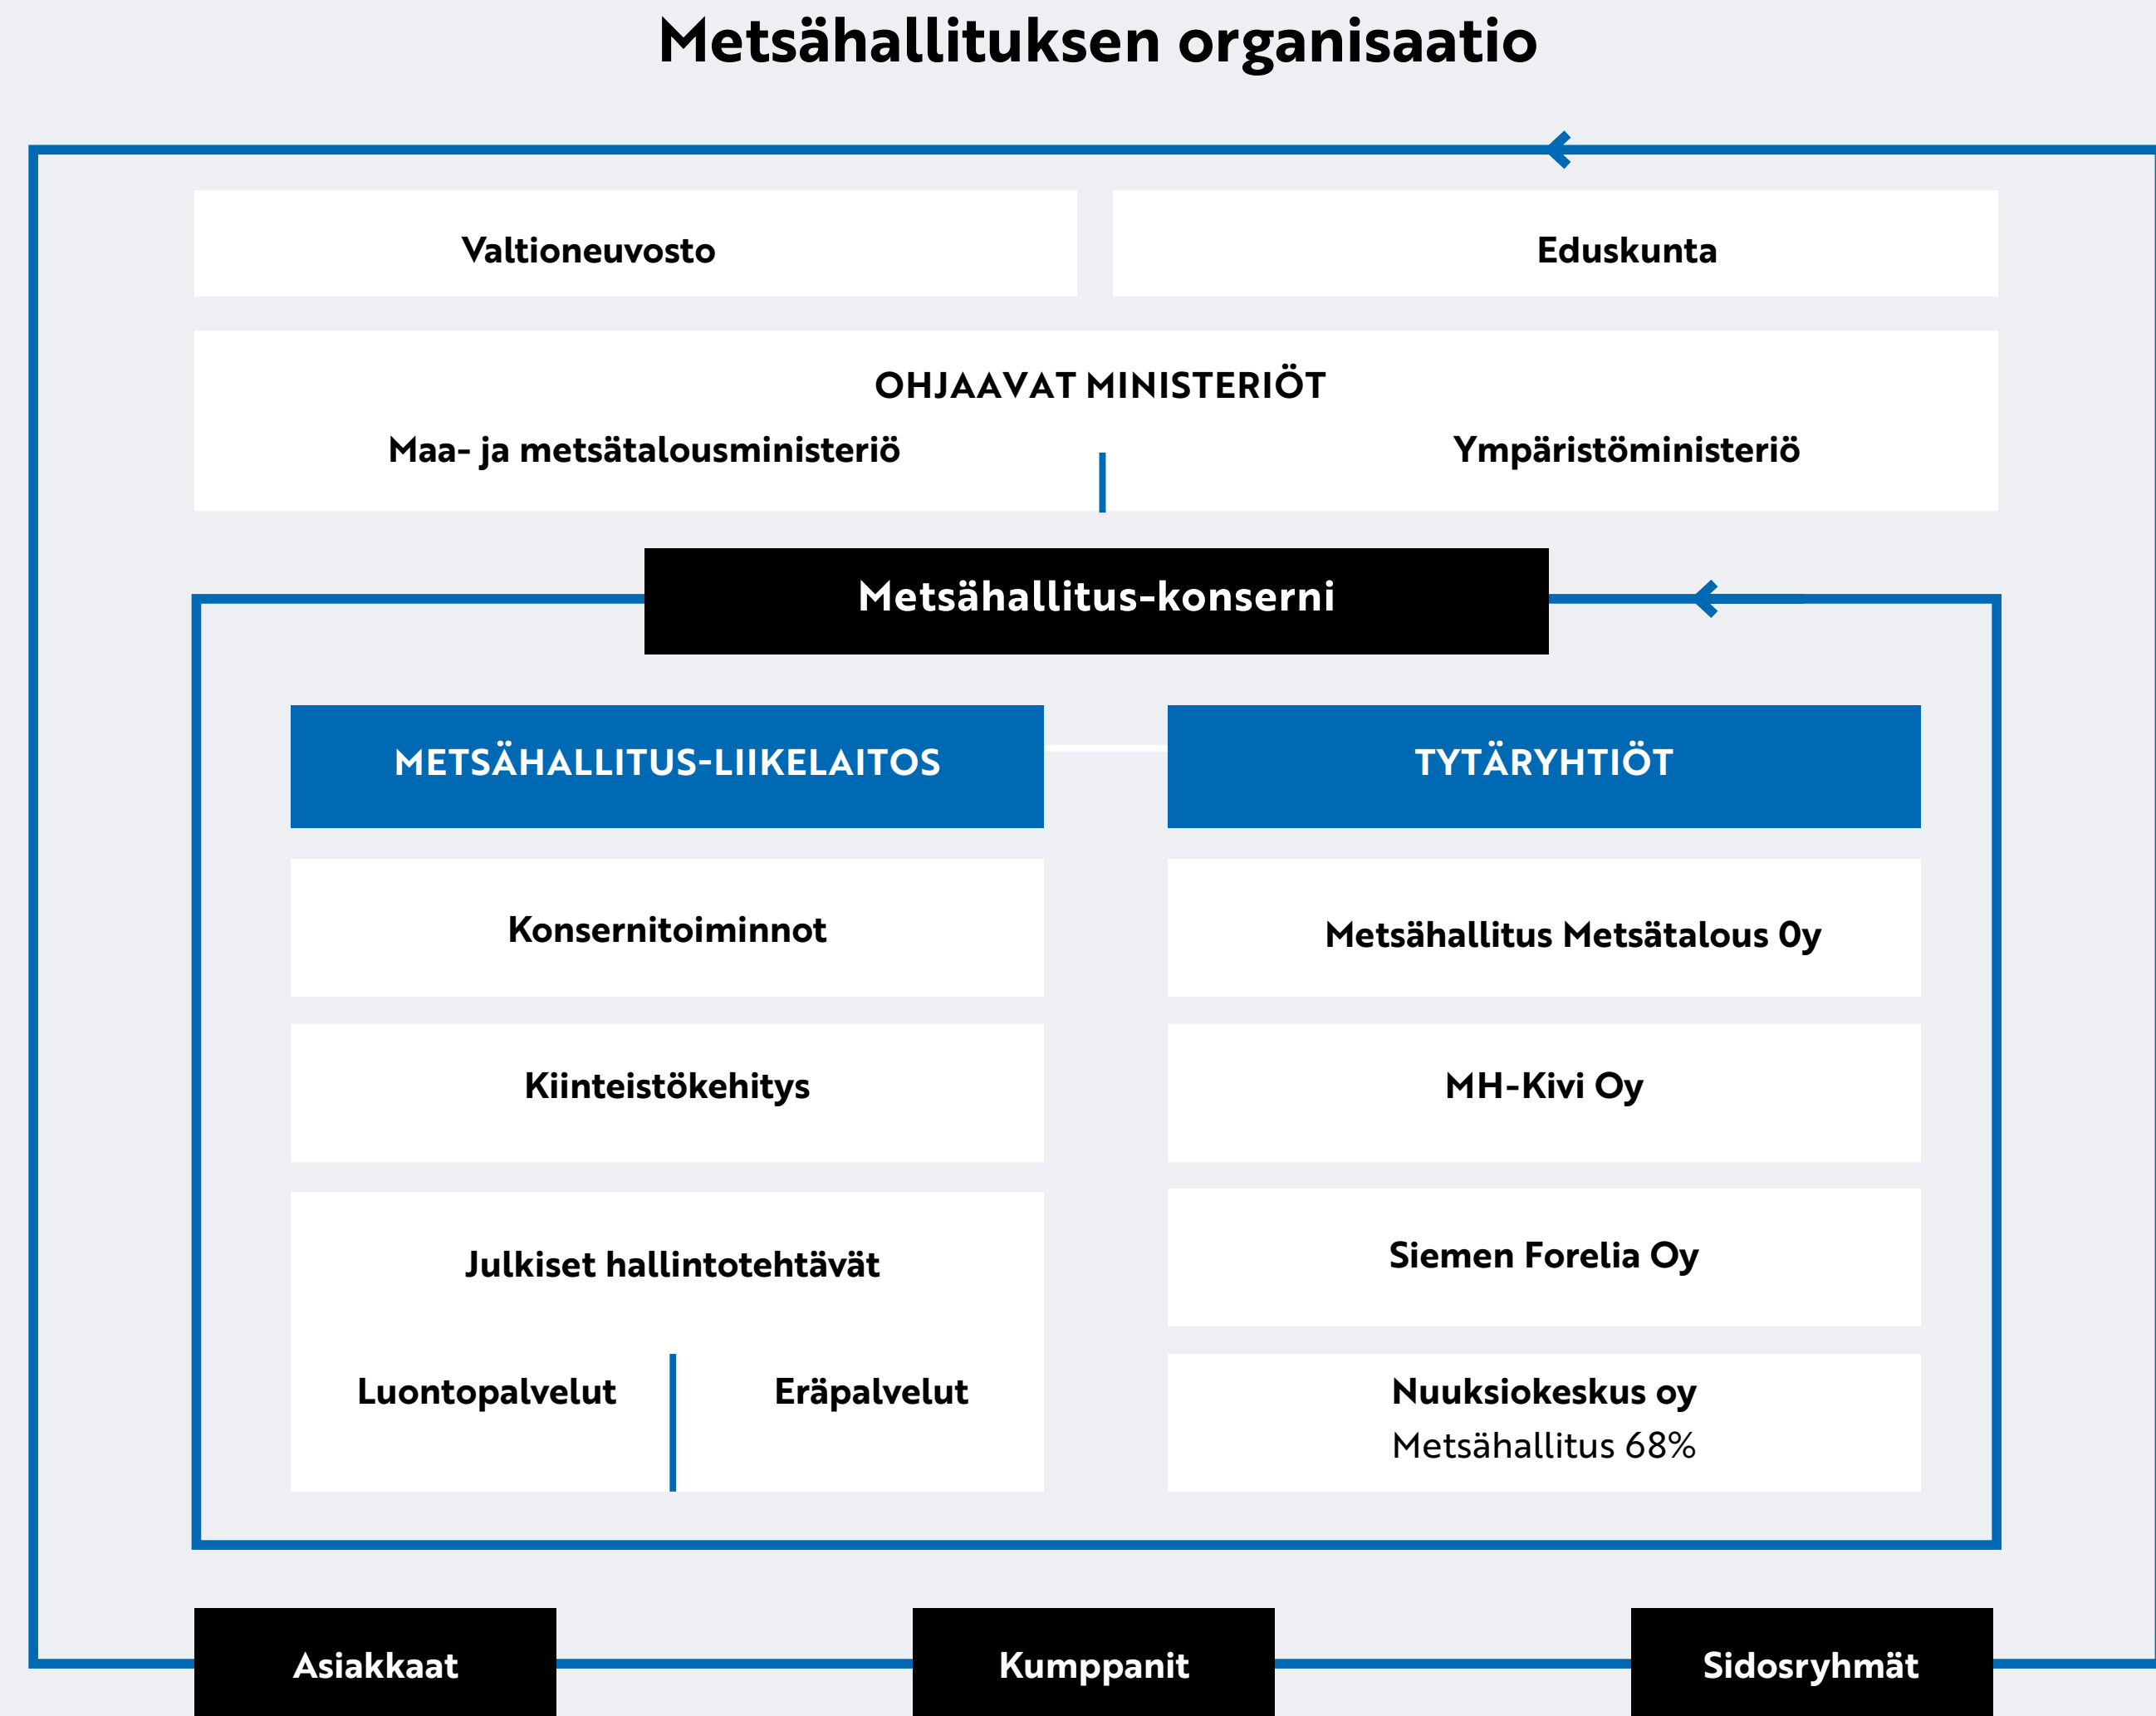 Metsähallituksen organisaatio
Valtioneuvosto
Eduskunta
OHJAAVAT MINISTERIÖT
Maa- ja metsätalousministeriö
Ympäristöministeriö
Metsähallitus-konserni
METSÄHALLITUS-LIIKELAITOS
TYTÄRYHTIÖT
Konsernitoiminnot
Metsähallitus Metsätalous 0y
Kiinteistökehitys
MH-Kivi Oy
Julkiset hallintotehtävät
Siemen Forelia Oy
Luontopalvelut
Eräpalvelut
Nuuksiokeskus oy
Metsähallitus 68%
Asiakkaat
Kumppanit
Sidosryhmät